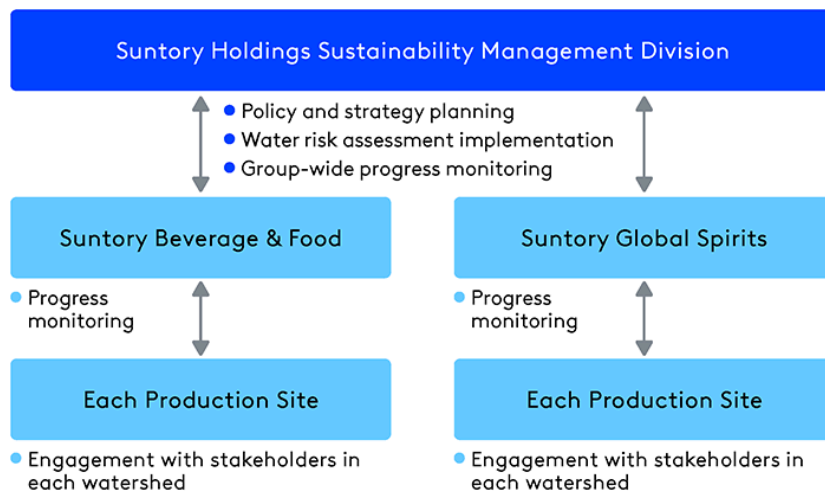 Suntory Holdings Sustainability Management Division
● Policy and strategy planning
● Water risk assessment implementation
● Group-wide progress monitoring
Suntory Beverage & Food
Suntory Global Spirits
● Progress
monitoring
● Progress
monitoring
Each Production Site
Each Production Site
● Engagement with stakeholders in
each watershed
● Engagement with stakeholders in
each watershed